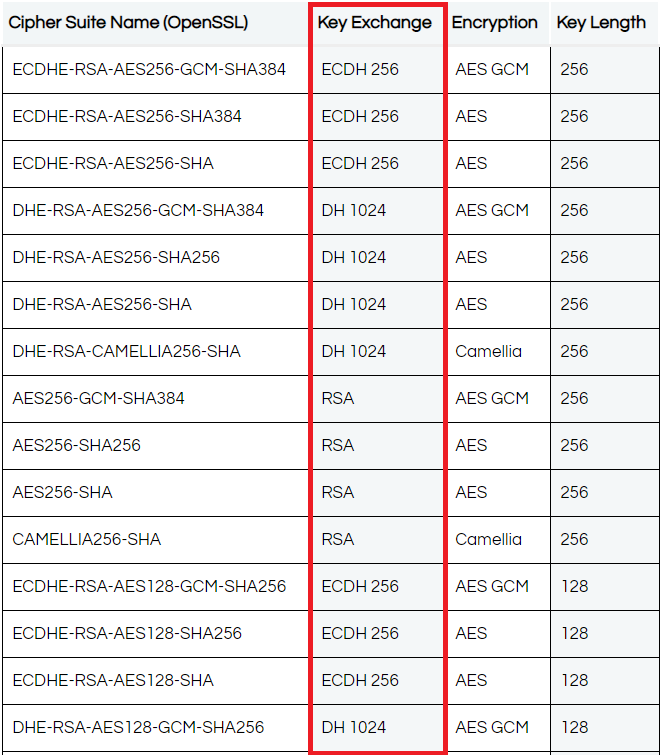 Cipher Suite Name (OpenSSL) Key Exchange Encryption Key Length
ECDHE-RSA-AES256-GCM-SHA384 ECDH 256 AES GCM 256
ECDHE-RSA-AES256-SHA384 ECDH 256 AES 256
ECDHE-RSA-AES256-SHA ECDH 256 AES 256
DHE-RSA-AES256-GCM-SHA384 DH 1024 AES GCM 256
DHE-RSA-AES256-SHA256 DH 1024 AES 256
DHE-RSA-AES256-SHA DH 1024 AES 256
DHE-RSA-CAMELLIA256-SHA DH 1024 Camellia 256
AES256-GCM-SHA384 RSA AES GCM 256
AES256-SHA256 RSA AES 256
AES256-SHA RSA AES 256
CAMELLIA256-SHA RSA Camellia 256
ECDHE-RSA-AES128-GCM-SHA256 ECDH 256 AES GCM 128
ECDHE-RSA-AES128-SHA256 ECDH 256 AES 128
ECDHE-RSA-AES128-SHA ECDH 256 AES 128
DHE-RSA-AES128-GCM-SHA256 DH 1024 AES GCM 128